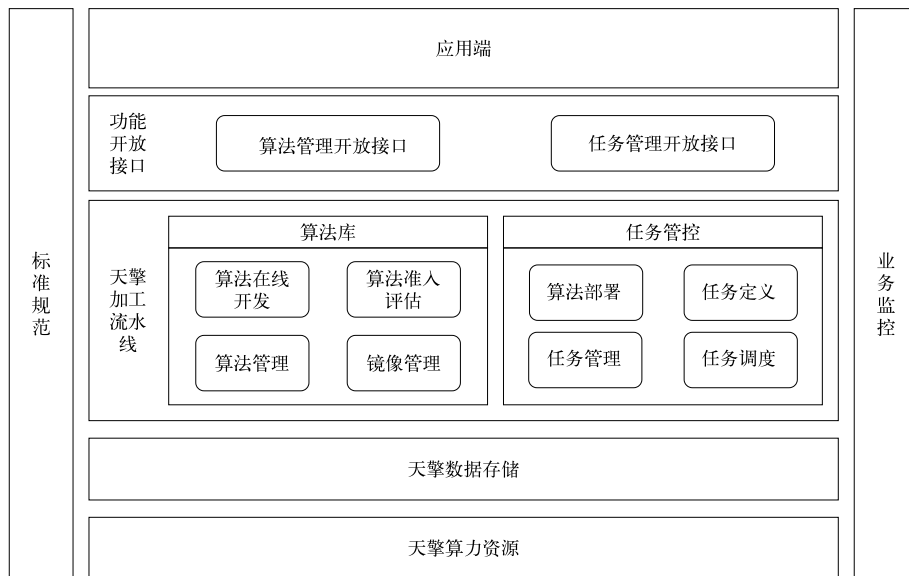 标
准
规
范
应用端
功能
开放
接口
算法管理开放接口
任务管理开放接口
天擎
加工
流水
线
算法库
算法在线
开发
算法准入
评估
算法管理
镜像管理
任务管控
算法部署
任务定义
任务管理
任务调度
天擎数据存储
天擎算力资源
业
务
监
控